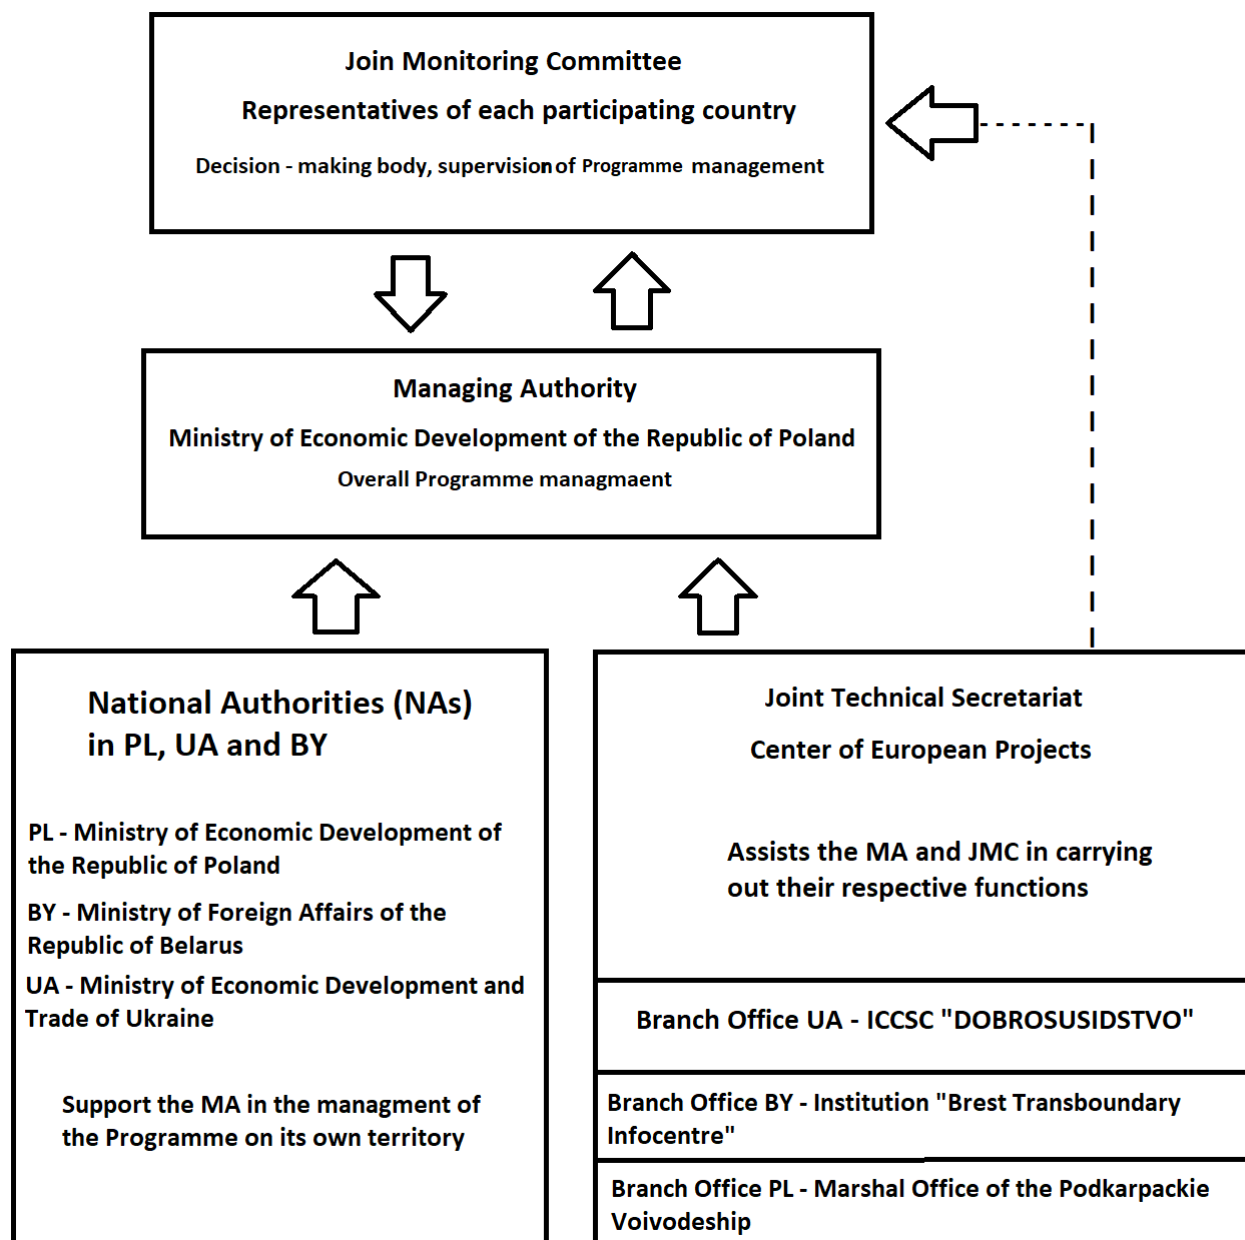 Join Monitoring Committee
Representatives of each participating country
Decision - making body, supervision of Programme management
Managing Authority
Ministry of Economic Development of the Republic of Poland
Overall Programme managmaent
National Authorities (NAs)
in PL, UA and BY
PL - Ministry of Economic Development of
the Republic of Poland
BY - Ministry of Foreign Affairs of the
Republic of Belarus
UA - Ministry of Economic Development and
Trade of Ukraine
Support the MA in the managment of
the Programme on its own territory
Joint Technical Secretariat
Center of European Projects
Assists the MA and JMC in carrying
out their respective functions
Branch Office UA - ICCSC "DOBROSUSIDSTVO"
Branch Office BY - Institution "Brest Transboundary
Infocentre"
Branch Office PL - Marshal Office of the Podkarpackie
Voivodeship